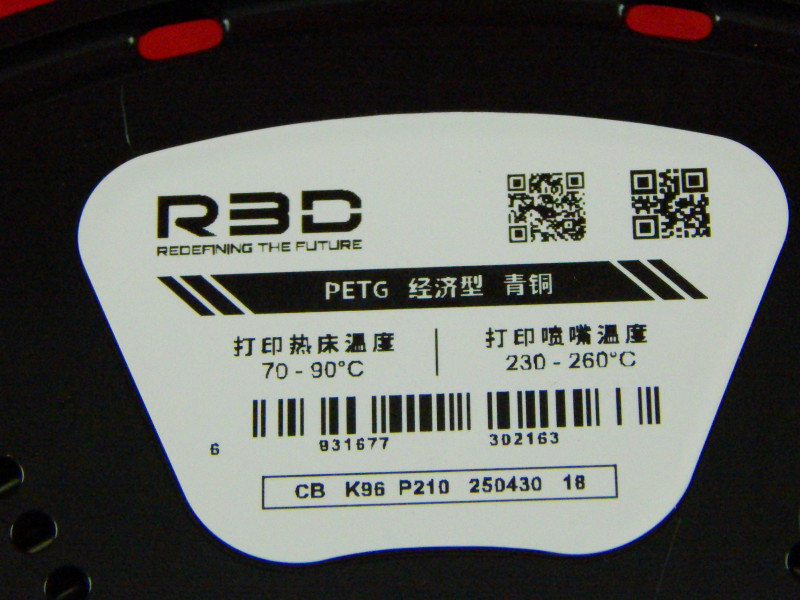 R3D
REDEFINING THE FUTURE
PETG 经济型 青铜
打印热床温度
70 - 90°C
打印喷嘴温度
230 - 260°C
6 931677 302163
CB K96 P210 250430 18